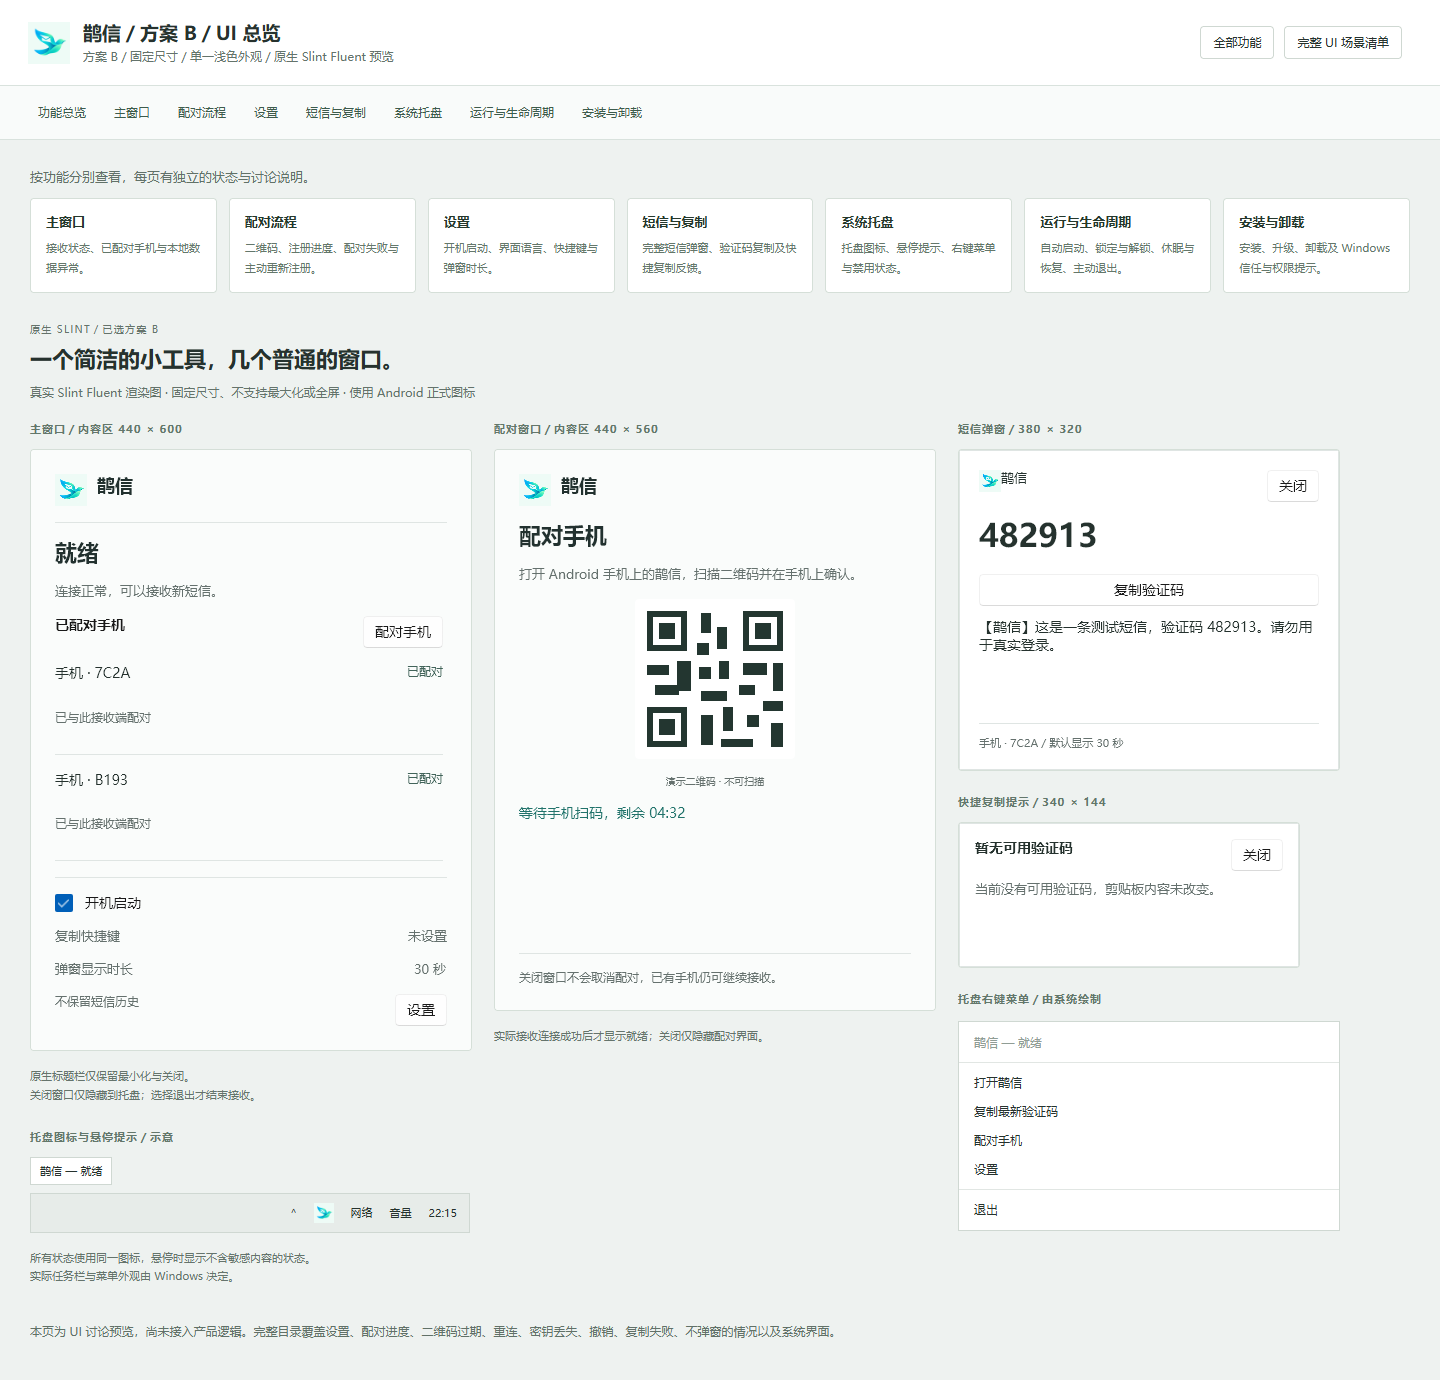 鹊信 / 方案 B / UI 总览
方案 B / 固定尺寸 / 单一浅色外观 / 原生 Slint Fluent 预览
全部功能
完整 UI 场景清单
功能总览
主窗口
配对流程
设置
短信与复制
系统托盘
运行与生命周期
安装与卸载
按功能分别查看，每页有独立的状态与讨论说明。
主窗口
接收状态、已配对手机与本地数
据异常。
配对流程
二维码、注册进度、配对失败与
主动重新注册。
设置
开机启动、界面语言、快捷键与
弹窗时长。
短信与复制
完整短信弹窗、验证码复制及快
捷复制反馈。
系统托盘
托盘图标、悬停提示、右键菜单
与禁用状态。
运行与生命周期
自动启动、锁定与解锁、休眠与
恢复、主动退出。
安装与卸载
安装、升级、卸载及 Windows
信任与权限提示。
原生 SLINT / 已选方案 B
一个简洁的小工具，几个普通的窗口。
真实 Slint Fluent 渲染图 · 固定尺寸、不支持最大化或全屏 · 使用 Android 正式图标
主窗口 / 内容区 440 × 600
鹊信
就绪
连接正常，可以接收新短信。
已配对手机
配对手机
手机 · 7C2A
已配对
已与此接收端配对
手机 · B193
已配对
已与此接收端配对
开机启动
复制快捷键
未设置
弹窗显示时长
30 秒
不保留短信历史
设置
原生标题栏仅保留最小化与关闭。
关闭窗口仅隐藏到托盘；选择退出才结束接收。
托盘图标与悬停提示 / 示意
鹊信 — 就绪
^
网络
音量
22:15
所有状态使用同一图标，悬停时显示不含敏感内容的状态。
实际任务栏与菜单外观由 Windows 决定。
配对窗口 / 内容区 440 × 560
鹊信
配对手机
打开 Android 手机上的鹊信，扫描二维码并在手机上确认。
演示二维码 · 不可扫描
等待手机扫码，剩余 04:32
关闭窗口不会取消配对，已有手机仍可继续接收。
实际接收连接成功后才显示就绪；关闭仅隐藏配对界面。
短信弹窗 / 380 × 320
鹊信
关闭
482913
复制验证码
【鹊信】这是一条测试短信，验证码 482913。请勿用
于真实登录。
手机 · 7C2A / 默认显示 30 秒
快捷复制提示 / 340 × 144
暂无可用验证码
关闭
当前没有可用验证码，剪贴板内容未改变。
托盘右键菜单 / 由系统绘制
鹊信 — 就绪
打开鹊信
复制最新验证码
配对手机
设置
退出
本页为 UI 讨论预览，尚未接入产品逻辑。完整目录覆盖设置、配对进度、二维码过期、重连、密钥丢失、撤销、复制失败、不弹窗的情况以及系统界面。